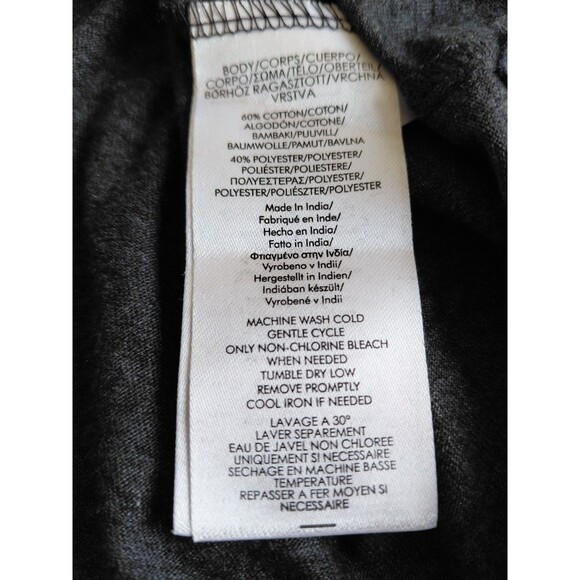 BODY/CORPS/CUERPO/
CORPO/ΣΩΜΑ/TĚLO/OBERTEIL/
BŐRHÖZ RAGASZTOTT/VRCHNA
VRSTVA
60% COTTON/COTON/
ALGODÓN/COTONE/
BAMBAKI/PUUVILI/
BAUMWOLLE/PAMUT/BAVLNA
40% POLYESTER/POLYESTER/
POLIÉSTER/POLIESTERE/
ΠΟΛΥΕΣΤΕΡΑΣ/POLYESTER/
POLYESTER/POLIÉSZTER/POLYESTER
Made In India/
Fabriqué en Inde/
Hecho en India/
Fatto in India/
Φτιαγμένο στην Ινδία/
Vyrobeno v Indii/
Hergestellt in Indien/
Indiában készült/
Vyrobené v Indii
MACHINE WASH COLD
GENTLE CYCLE
ONLY NON-CHLORINE BLEACH
WHEN NEEDED
TUMBLE DRY LOW
REMOVE PROMPTLY
COOL IRON IF NEEDED
LAVAGE A 30°
LAVER SEPAREMENT
EAU DE JAVEL NON CHLOREE
UNIQUEMENT SI NECESSAIRE
SECHAGE EN MACHINE BASSE
TEMPERATURE
REPASSER A FER MOYEN SI
NECESSAIRE